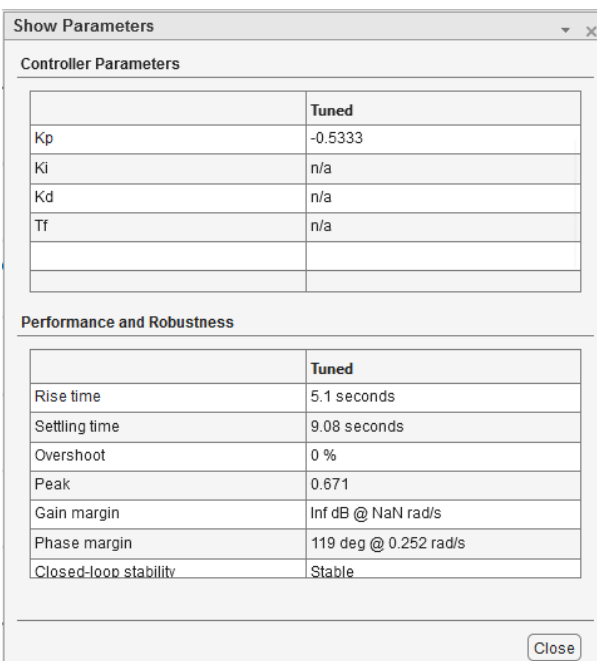 Show Parameters
Controller Parameters
Tuned
Kp -0.5333
Ki n/a
Kd n/a
Tf n/a
Performance and Robustness
Tuned
Rise time 5.1 seconds
Settling time 9.08 seconds
Overshoot 0 %
Peak 0.671
Gain margin Inf dB @ NaN rad/s
Phase margin 119 deg @ 0.252 rad/s
Closed-loop stability Stable
Close